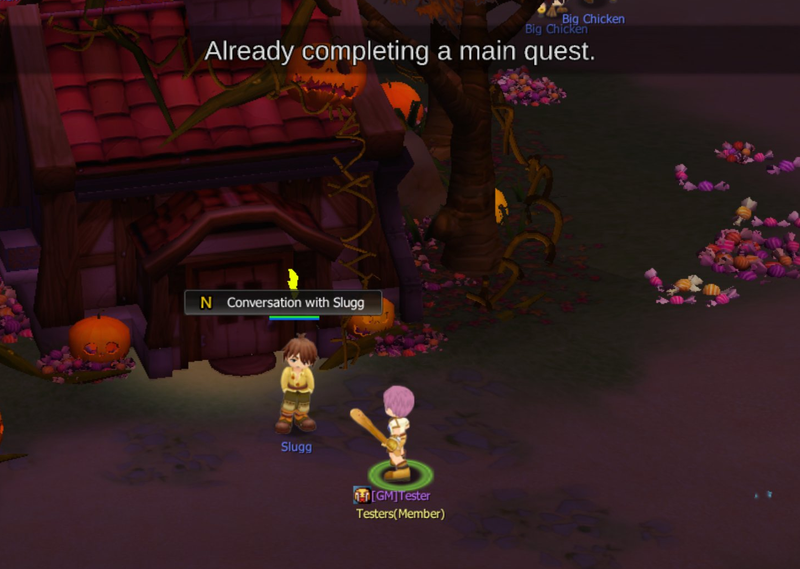 Big Chicken
Big Chicken
Already completing a main quest.
N Conversation with Slugg
Slugg
[GM]Tester
Testers(Member)